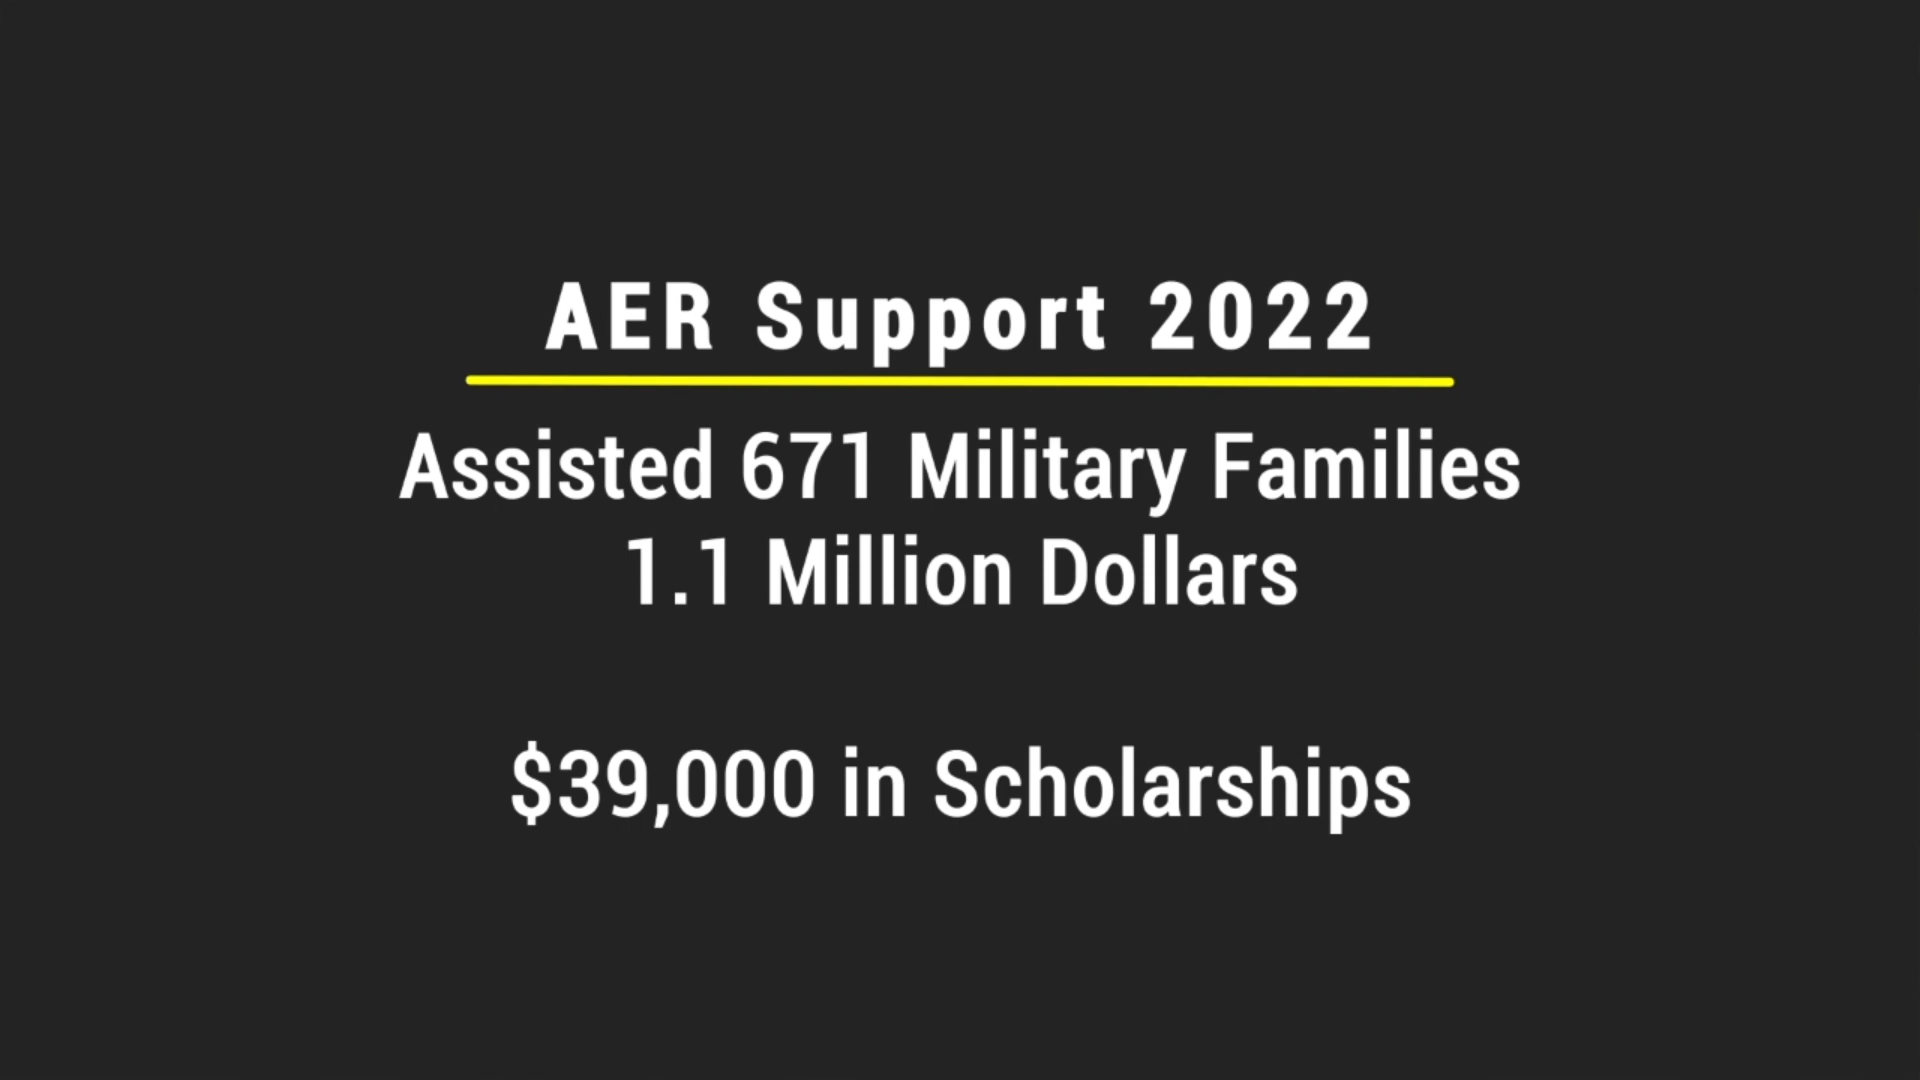 AER Support 2022
Assisted 671 Military Families
1.1 Million Dollars
$39,000 in Scholarships